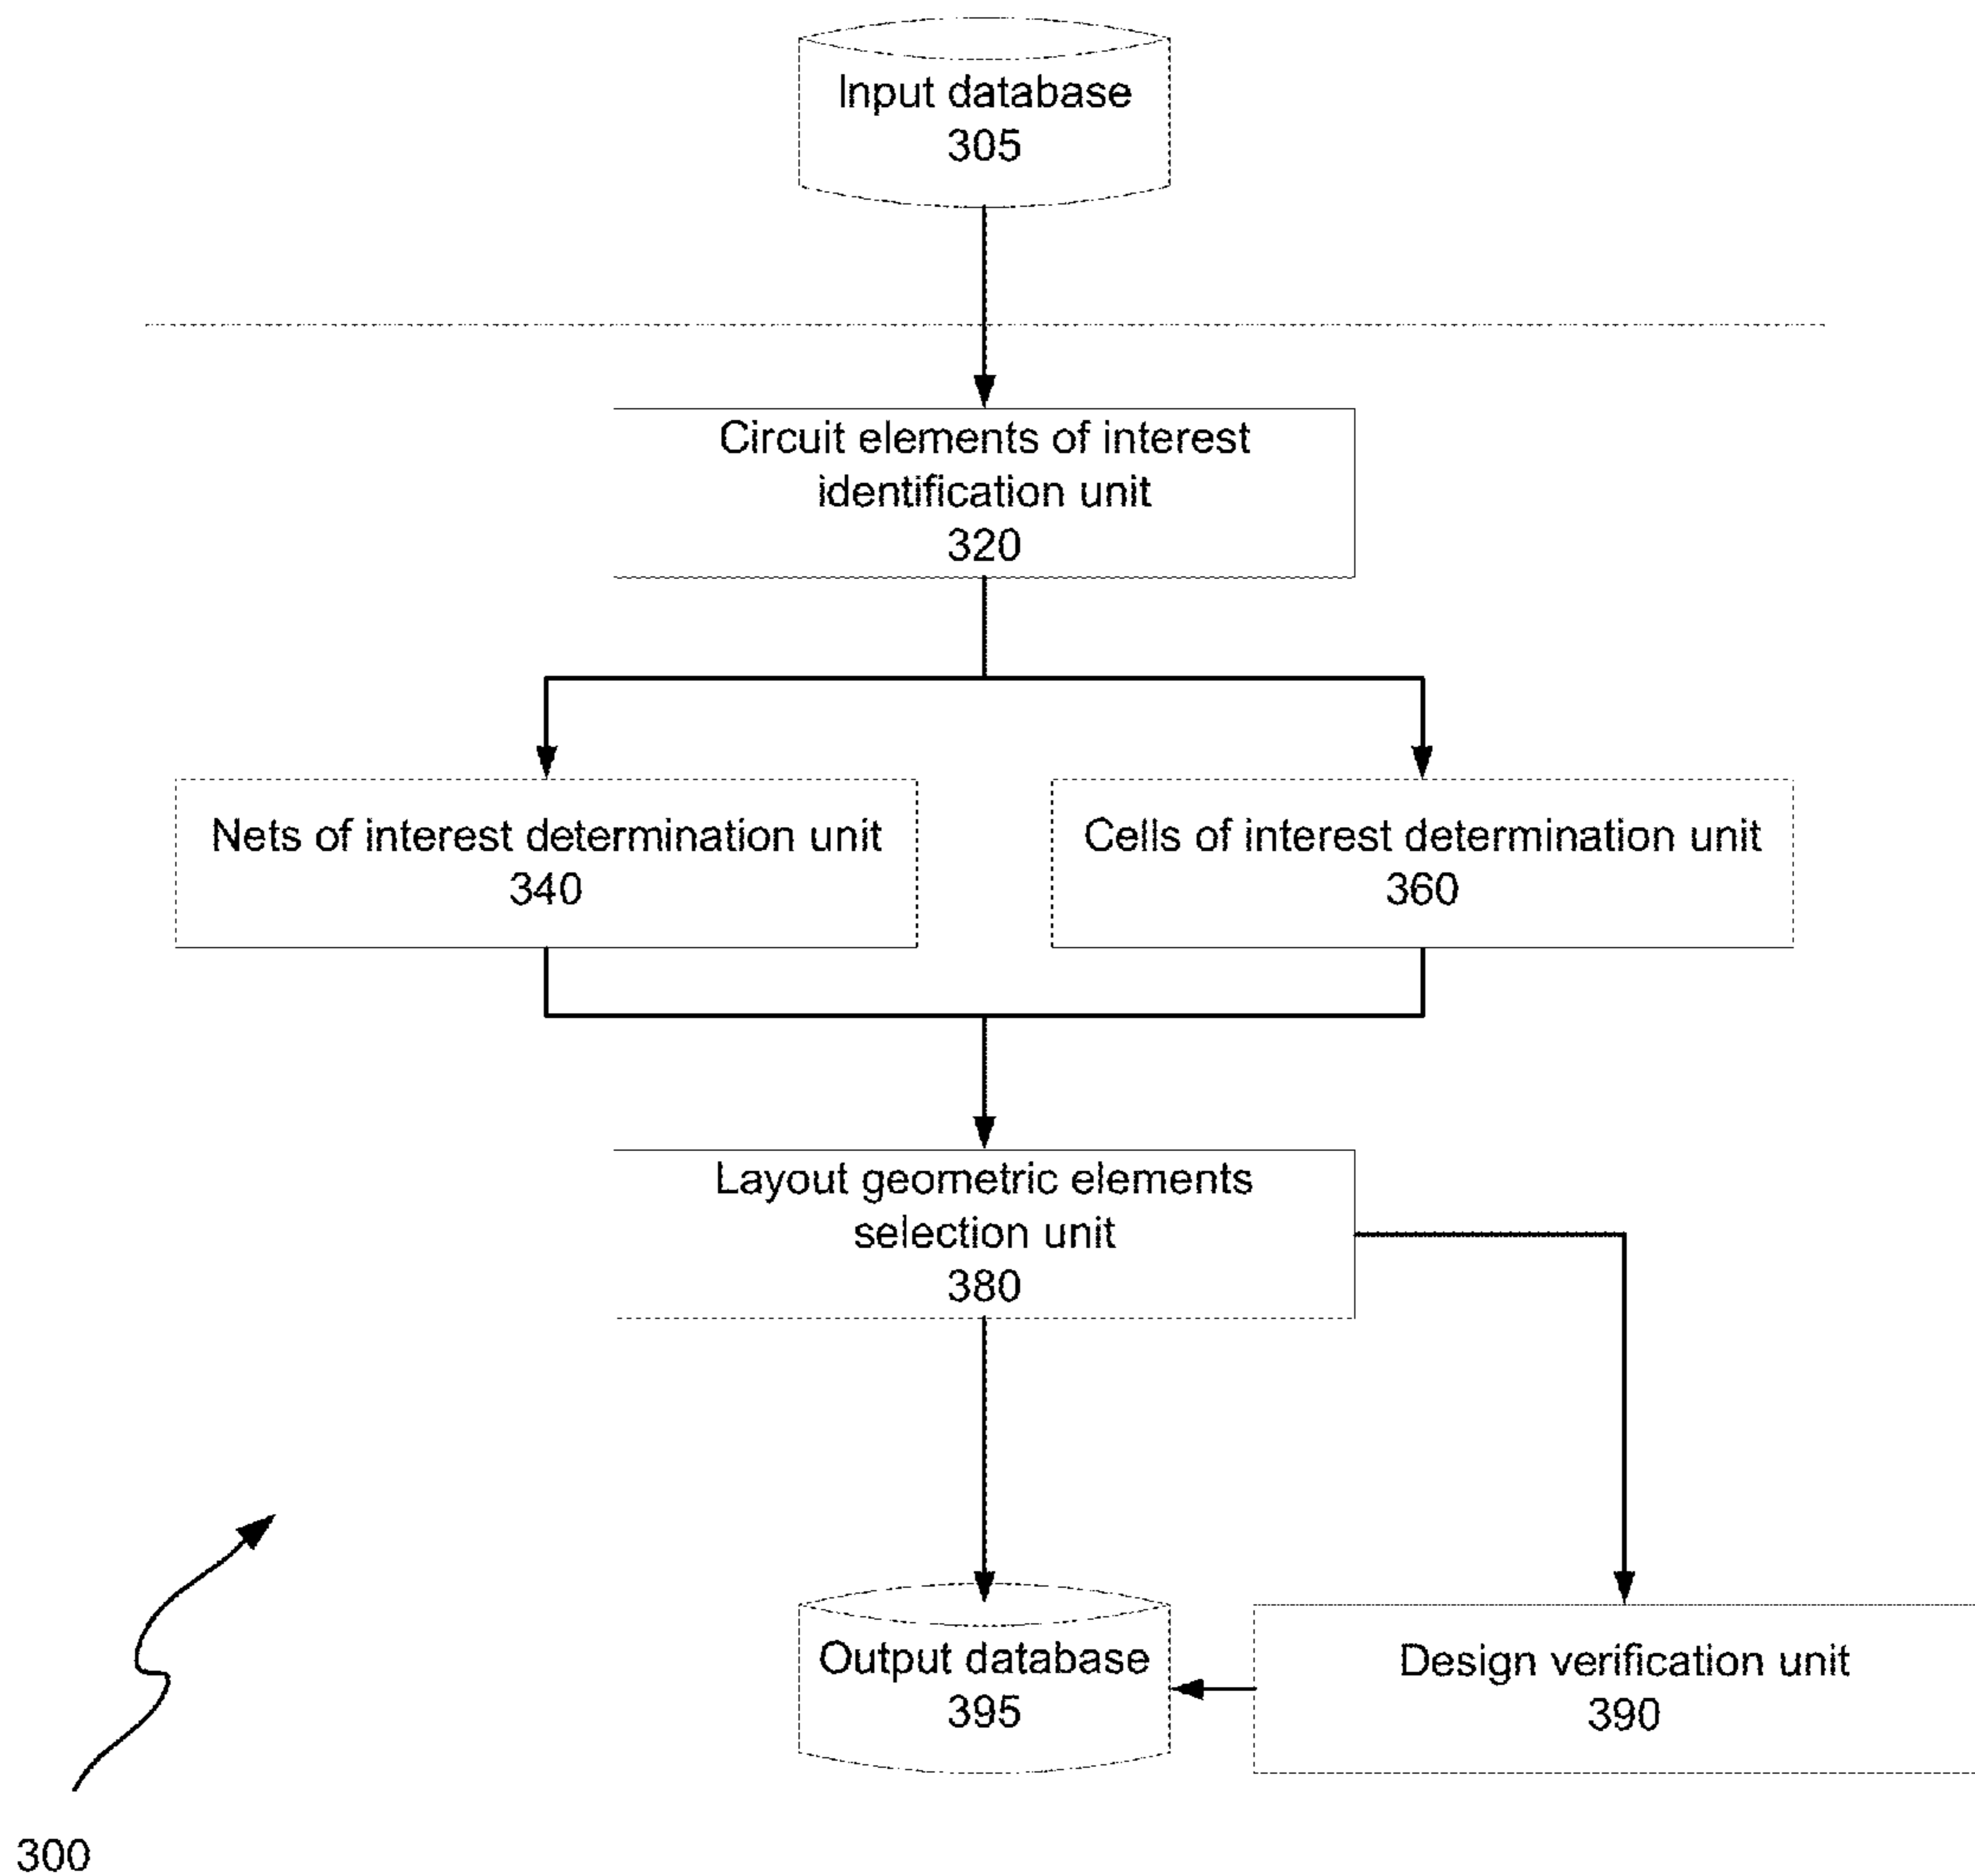 Input database
305
Circuit elements of interest
identification unit
320
Nets of interest determination unit
340
Cells of interest determination unit
360
Layout geometric elements
selection unit
380
Output database
395
Design verification unit
390
300